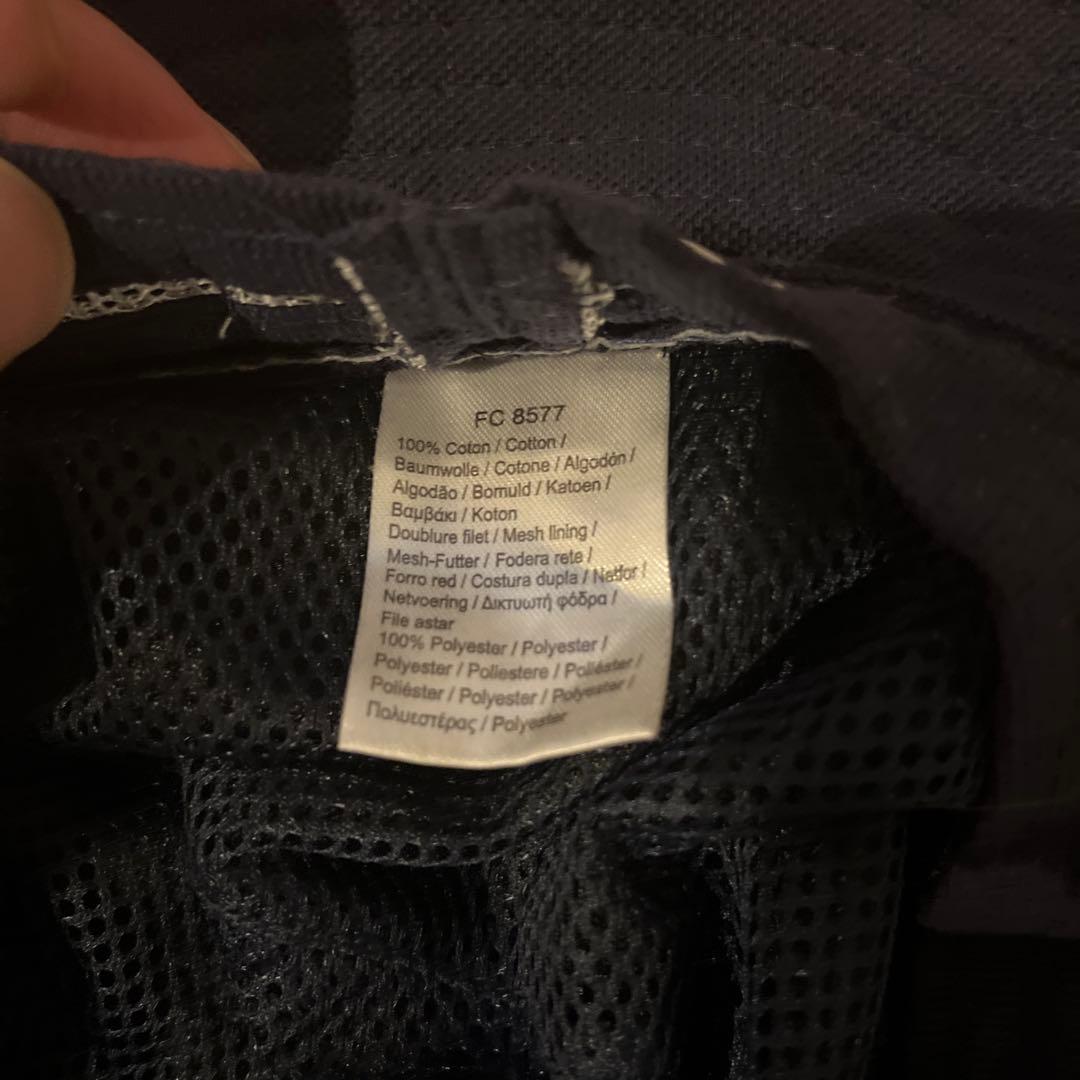 FC 8577
100% Coton / Cotton /
Baumwolle / Cotone / Algodón /
Algodão / Bomuld / Katoen /
Βαμβάκι / Koton
Doublure filet / Mesh lining /
Mesh-Futter / Fodera rete /
Forro red / Costura dupla / Netfor /
Netvoering / Δικτυωτή φόδρα /
File astar
100% Polyester / Polyester /
Polyester / Poliestere / Poliéster /
Poliéster / Polyester / Polyester /
Πολυεστέρας / Polyester